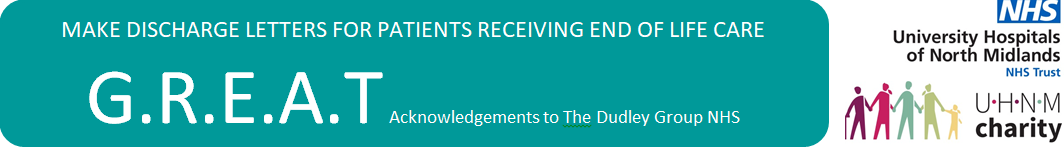 MAKE DISCHARGE LETTERS FOR PATIENTS RECEIVING END OF LIFE CARE
G.R.E.A.T Acknowledgements to The Dudley Group NHS
NHS
University Hospitals
of North Midlands
NHS Trust
U·H·N·M
charity